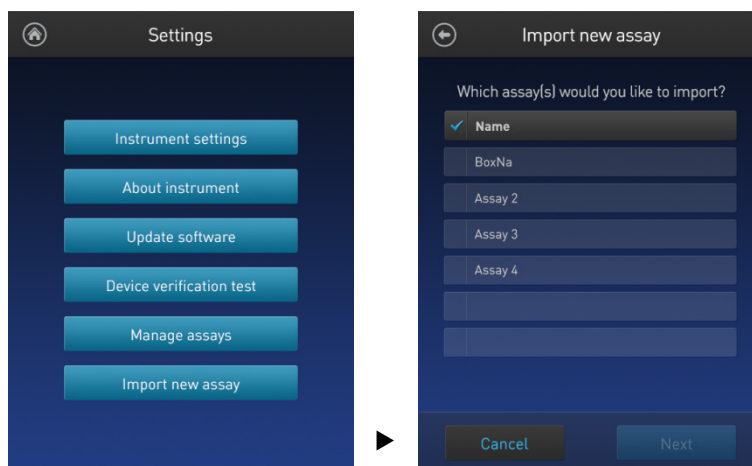 Settings
Instrument settings
About instrument
Update software
Device verification test
Manage assays
Import new assay
Import new assay
Which assay(s) would you like to import?
Name
BoxNa
Assay 2
Assay 3
Assay 4
Cancel
Next